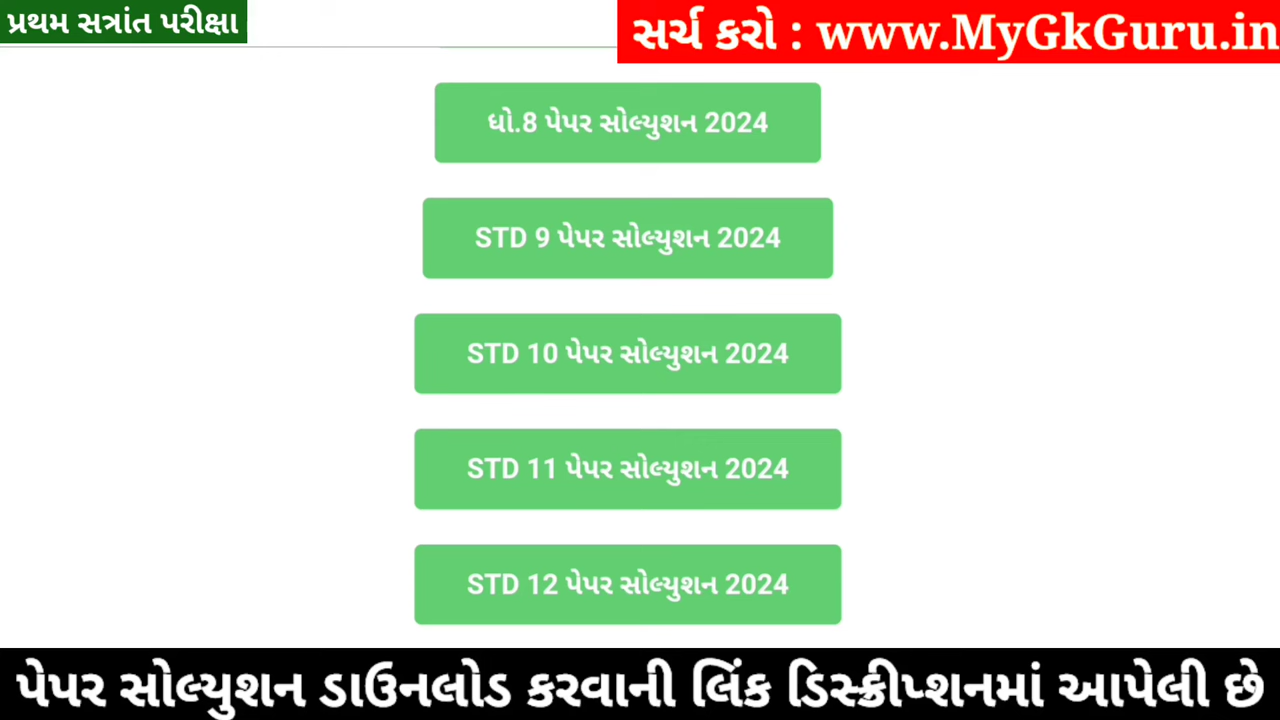 પ્રથમ સત્રાંત પરીક્ષા
સર્ચ કરો : www.MyGkGuru.in
ધો.8 પેપર સોલ્યુશન 2024
STD 9 પેપર સોલ્યુશન 2024
STD 10 પેપર સોલ્યુશન 2024
STD 11 પેપર સોલ્યુશન 2024
STD 12 પેપર સોલ્યુશન 2024
પેપર સોલ્યુશન ડાઉનલોડ કરવાની લિંક ડિસ્ક્રીપ્શનમાં આપેલી છે